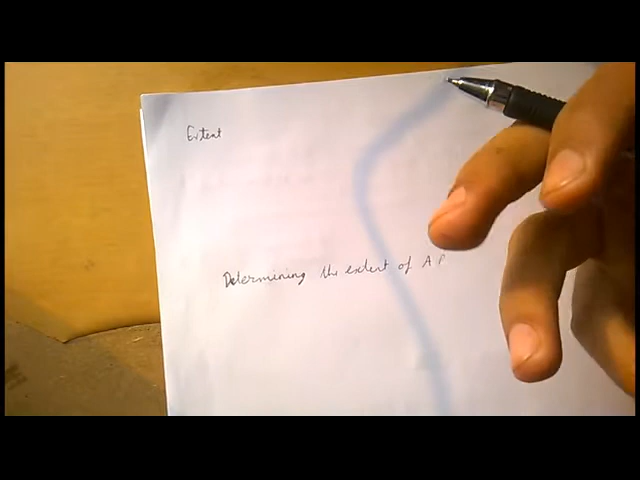 Extent
Determining the extent of A P